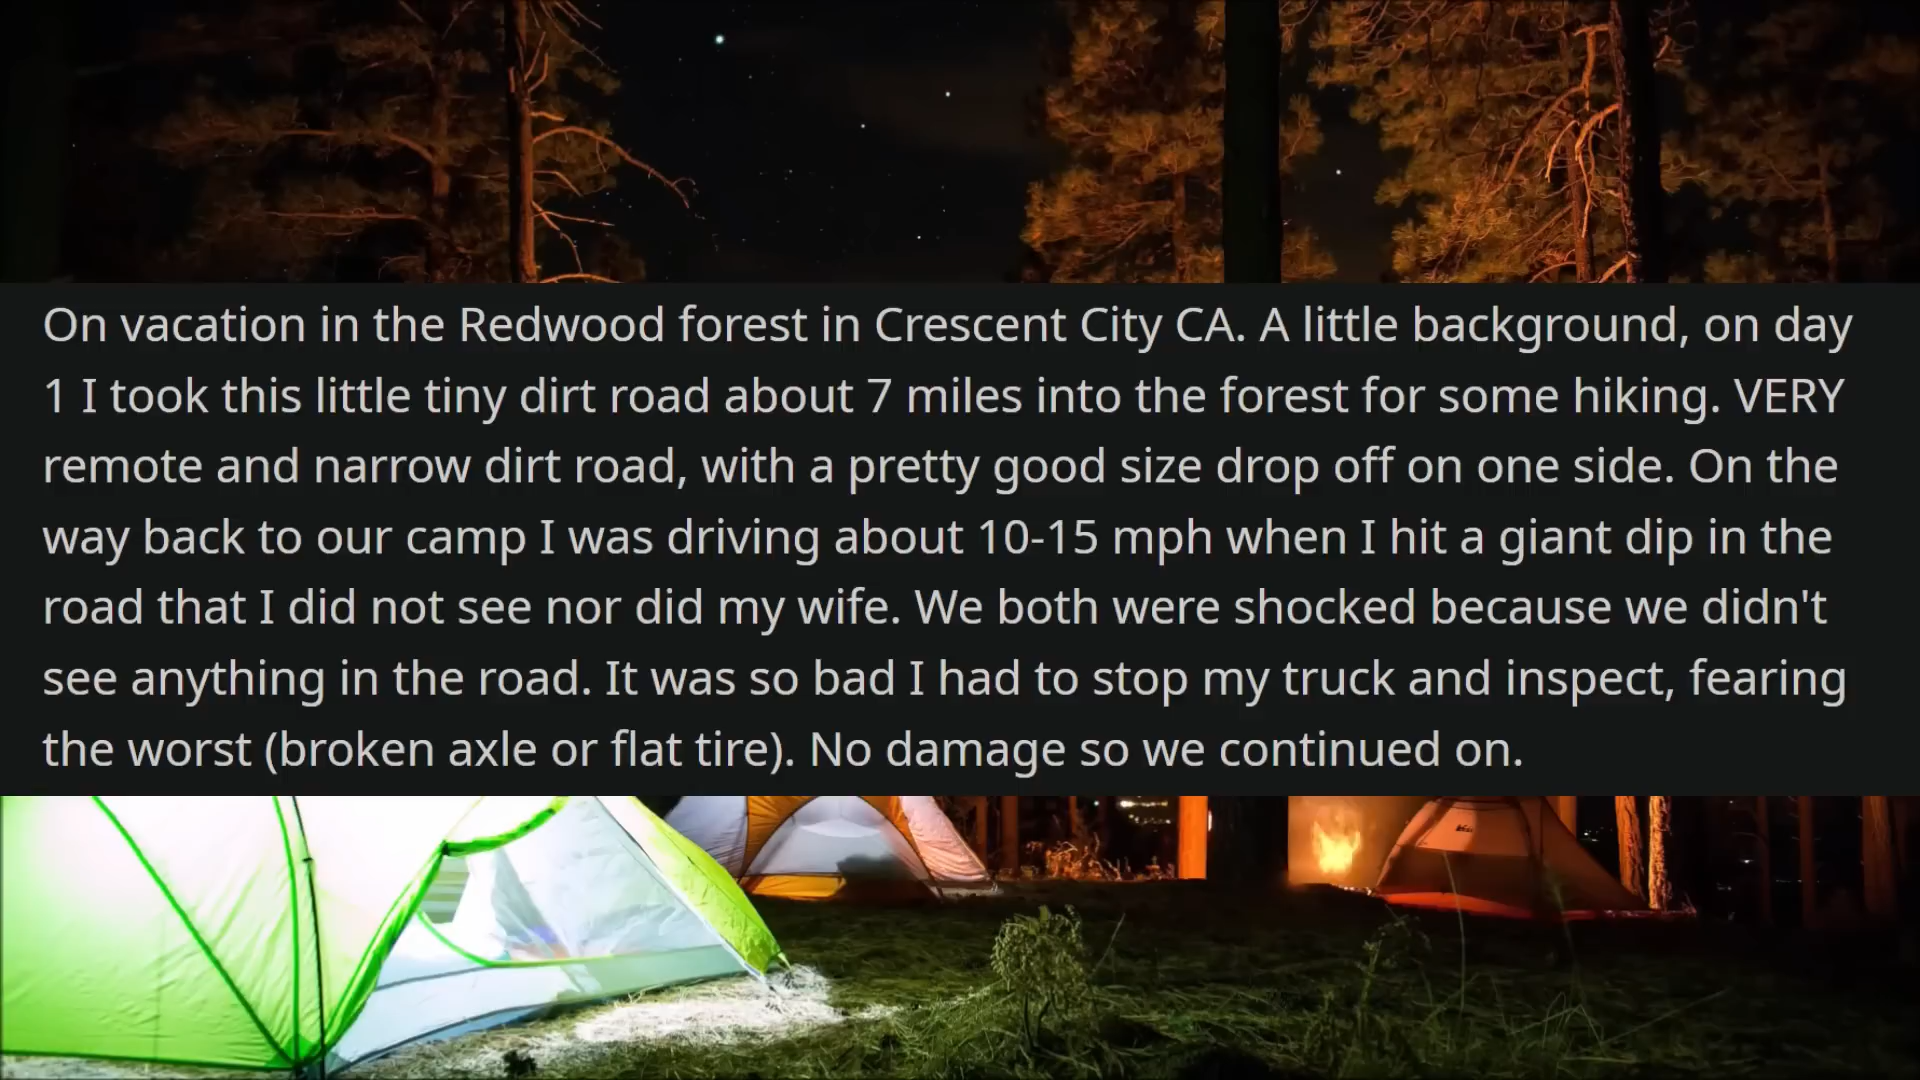 On vacation in the Redwood forest in Crescent City CA. A little background, on day
1 I took this little tiny dirt road about 7 miles into the forest for some hiking. VERY
remote and narrow dirt road, with a pretty good size drop off on one side. On the
way back to our camp I was driving about 10-15 mph when I hit a giant dip in the
road that I did not see nor did my wife. We both were shocked because we didn't
see anything in the road. It was so bad I had to stop my truck and inspect, fearing
the worst (broken axle or flat tire). No damage so we continued on.